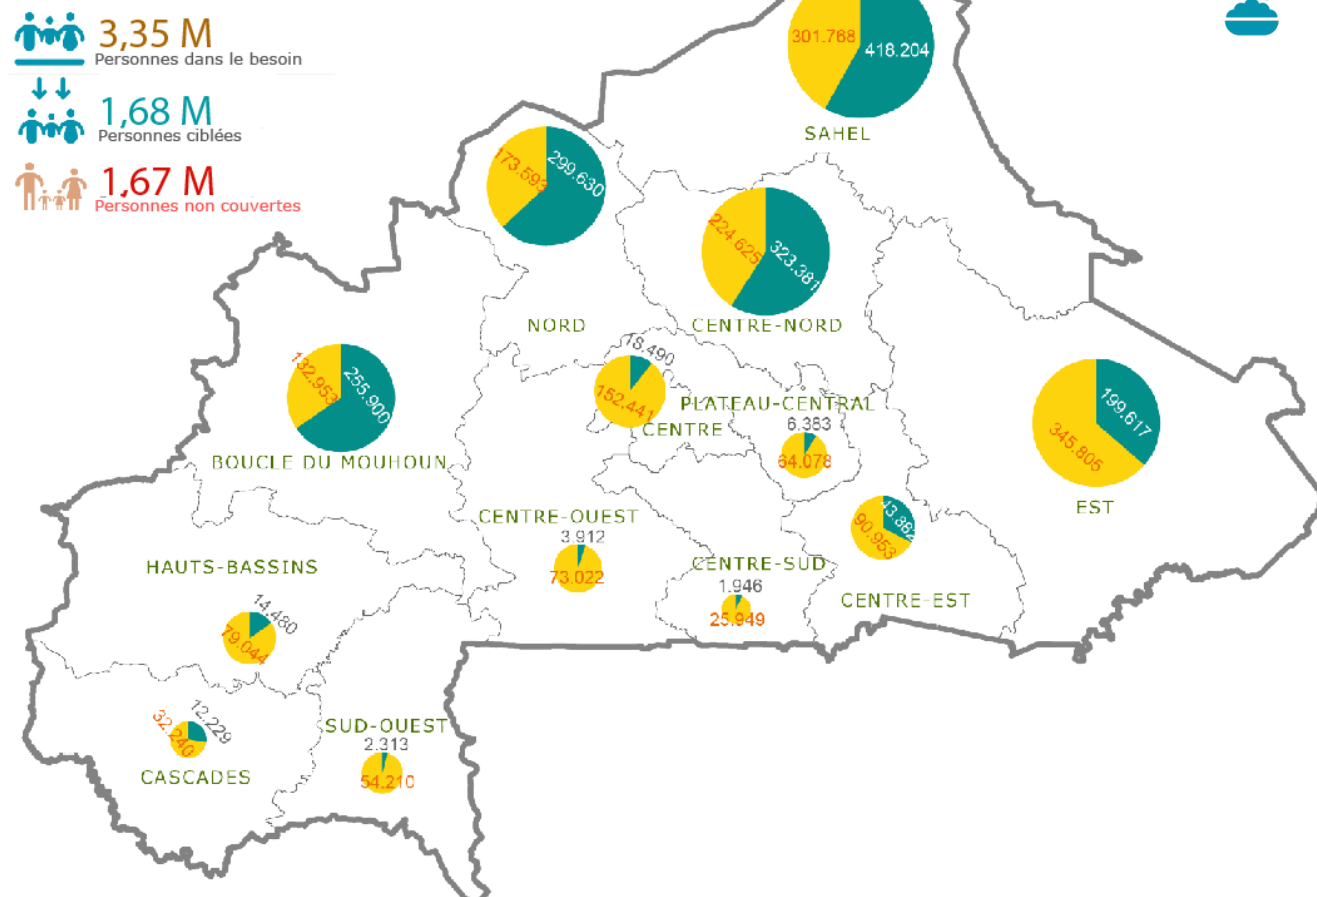 3,35 M
Personnes dans le besoin
1,68 M
Personnes ciblées
1,67 M
Personnes non couvertes
301.768
418.204
SAHEL
173.593
299.630
NORD
224.625
323.381
CENTRE-NORD
132.953
255.900
BOUCLE DU MOUHOUN
18.490
152.441
CENTRE
PLATEAU-CENTRAL
6.383
64.078
199.617
345.805
EST
CENTRE-OUEST
3.912
73.022
43.882
90.953
CENTRE-EST
CENTRE-SUD
1.946
25.949
HAUTS-BASSINS
14.480
79.044
12.229
32.240
CASCADES
SUD-OUEST
2.313
54.210